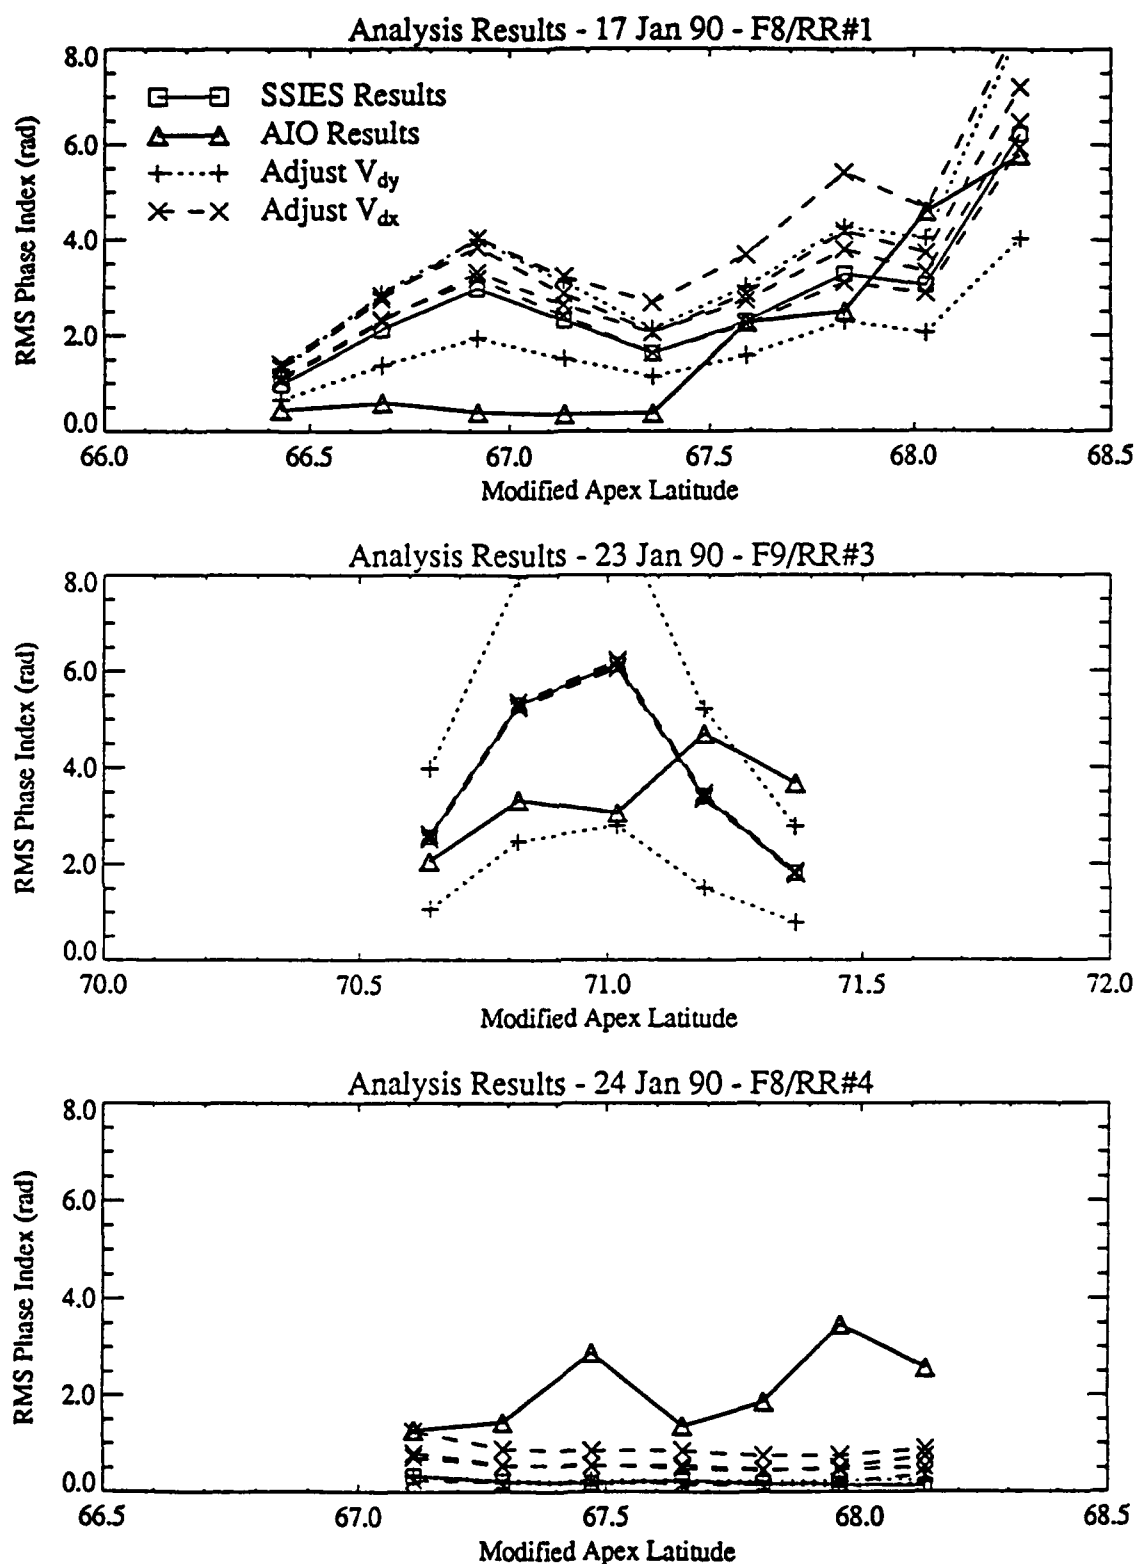 Analysis Results - 17 Jan 90 - F8/RR#1
8.0
6.0
4.0
2.0
0.0
RMS Phase Index (rad)
SSIES Results
AIO Results
Adjust Vdy
Adjust Vdx
66.0 66.5 67.0 67.5 68.0 68.5
Modified Apex Latitude
Analysis Results - 23 Jan 90 - F9/RR#3
8.0
6.0
4.0
2.0
0.0
RMS Phase Index (rad)
70.0 70.5 71.0 71.5 72.0
Modified Apex Latitude
Analysis Results - 24 Jan 90 - F8/RR#4
8.0
6.0
4.0
2.0
0.0
RMS Phase Index (rad)
66.5 67.0 67.5 68.0 68.5
Modified Apex Latitude